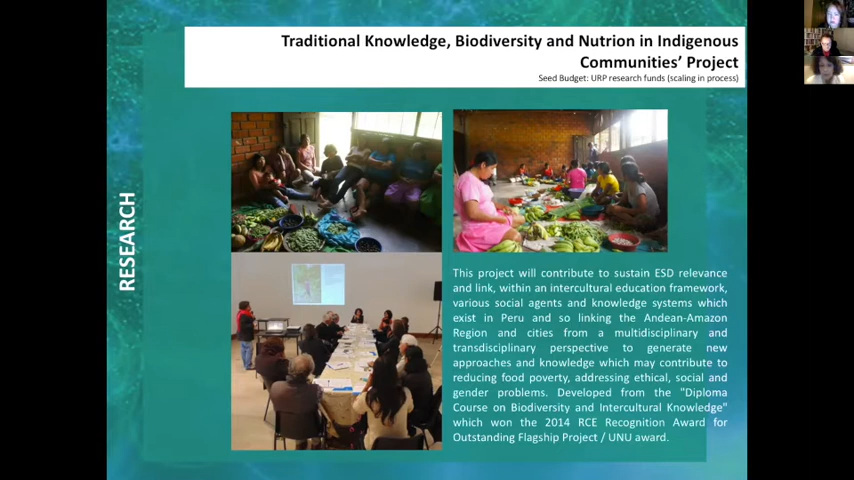 Traditional Knowledge, Biodiversity and Nutrion in Indigenous
Communities’ Project
Seed Budget: URP research funds (scaling in process)
RESEARCH
This project will contribute to sustain ESD relevance
and link, within an intercultural education framework,
various social agents and knowledge systems which
exist in Peru and so linking the Andean-Amazon
Region and cities from a multidisciplinary and
transdisciplinary perspective to generate new
approaches and knowledge which may contribute to
reducing food poverty, addressing ethical, social and
gender problems. Developed from the "Diploma
Course on Biodiversity and Intercultural Knowledge"
which won the 2014 RCE Recognition Award for
Outstanding Flagship Project / UNU award.